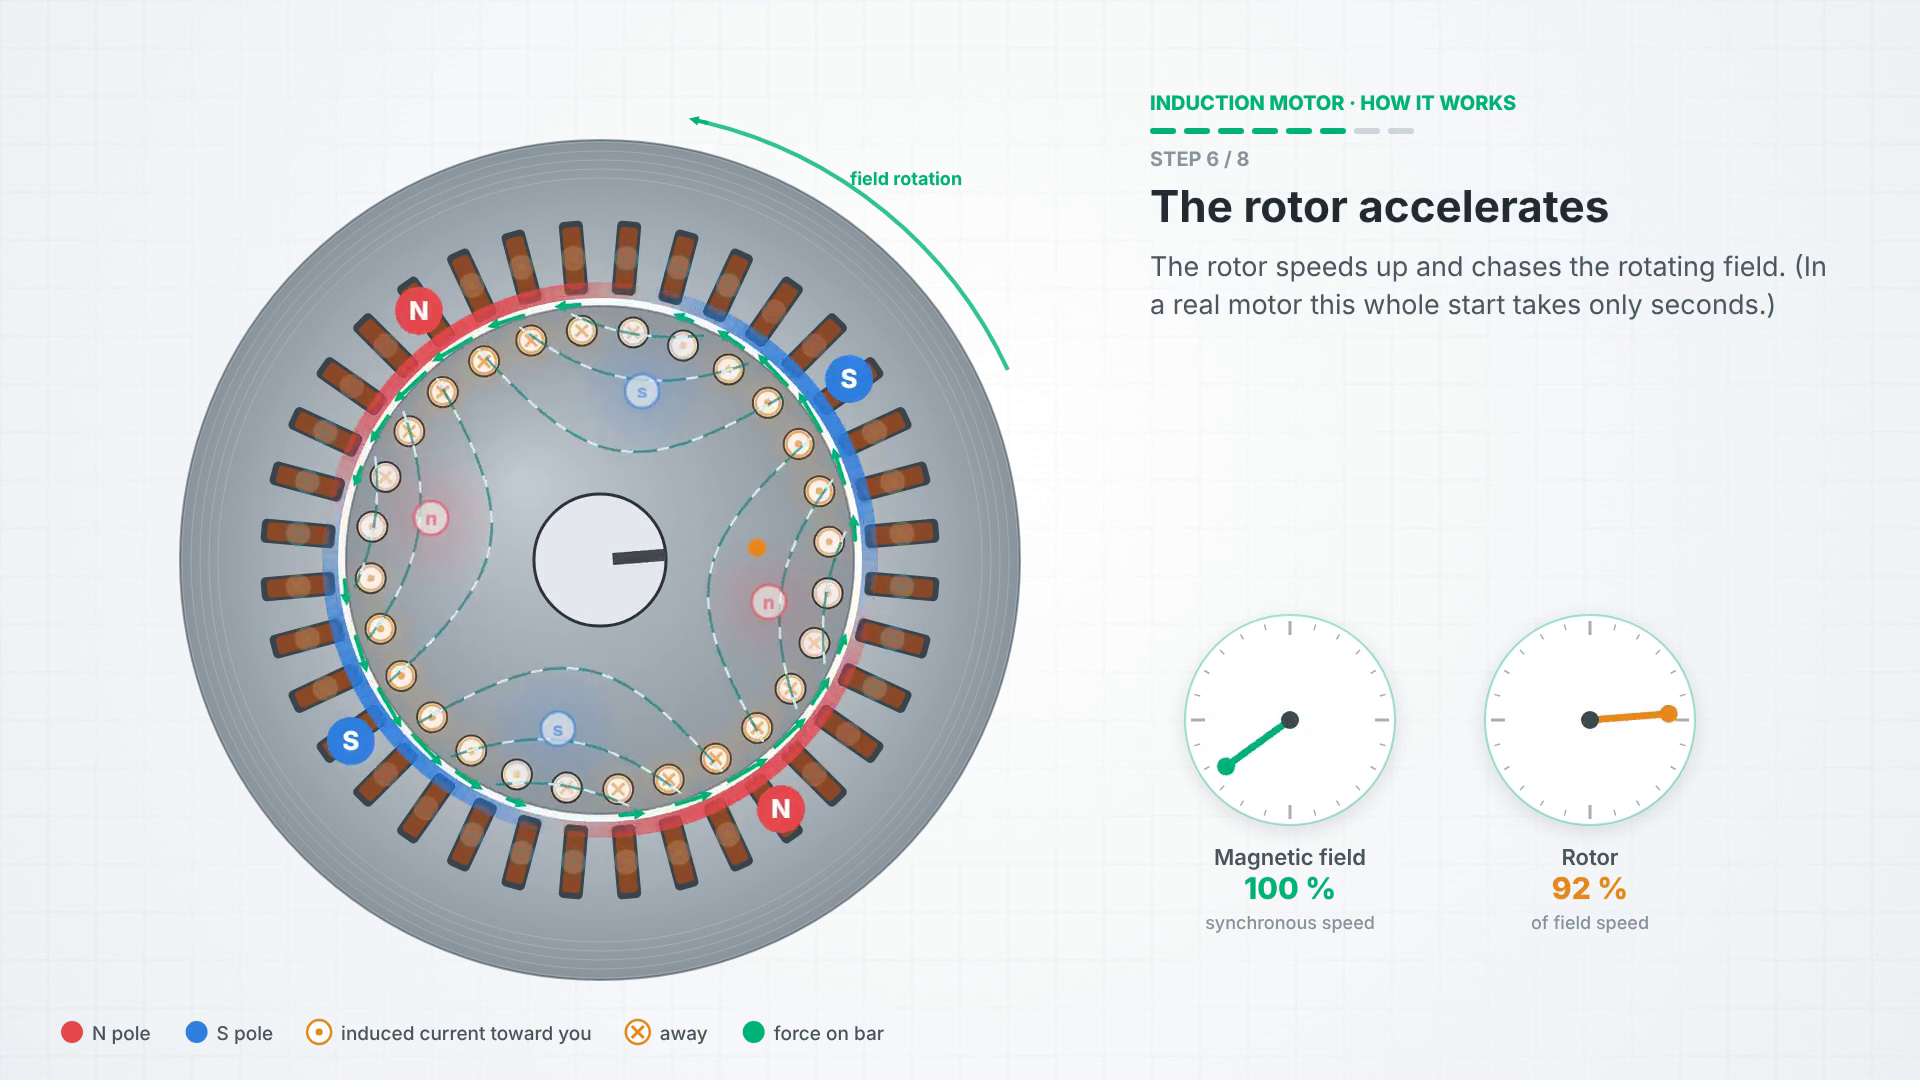 INDUCTION MOTOR · HOW IT WORKS
STEP 6 / 8
The rotor accelerates
The rotor speeds up and chases the rotating field. (In
a real motor this whole start takes only seconds.)
field rotation
N
S
s
n
n
s
S
N
Magnetic field
100 %
synchronous speed
Rotor
92 %
of field speed
N pole
S pole
induced current toward you
away
force on bar